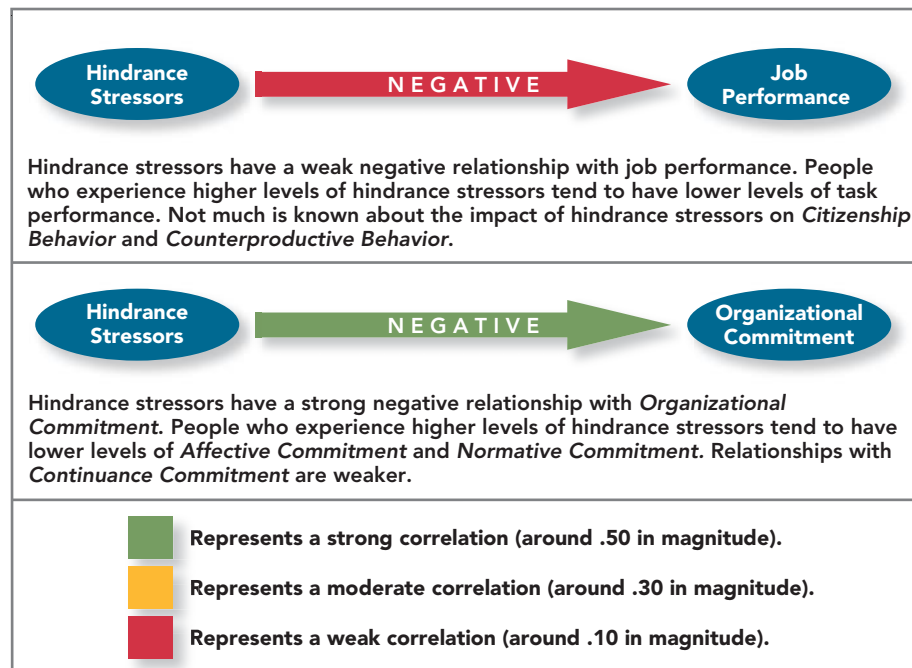 Hindrance
Stressors
NEGATIVE
Job
Performance
Hindrance stressors have a weak negative relationship with job performance. People
who experience higher levels of hindrance stressors tend to have lower levels of task
performance. Not much is known about the impact of hindrance stressors on Citizenship
Behavior and Counterproductive Behavior.
Hindrance
Stressors
NEGATIVE
Organizational
Commitment
Hindrance stressors have a strong negative relationship with Organizational
Commitment. People who experience higher levels of hindrance stressors tend to have
lower levels of Affective Commitment and Normative Commitment. Relationships with
Continuance Commitment are weaker.
Represents a strong correlation (around .50 in magnitude).
Represents a moderate correlation (around .30 in magnitude).
Represents a weak correlation (around .10 in magnitude).